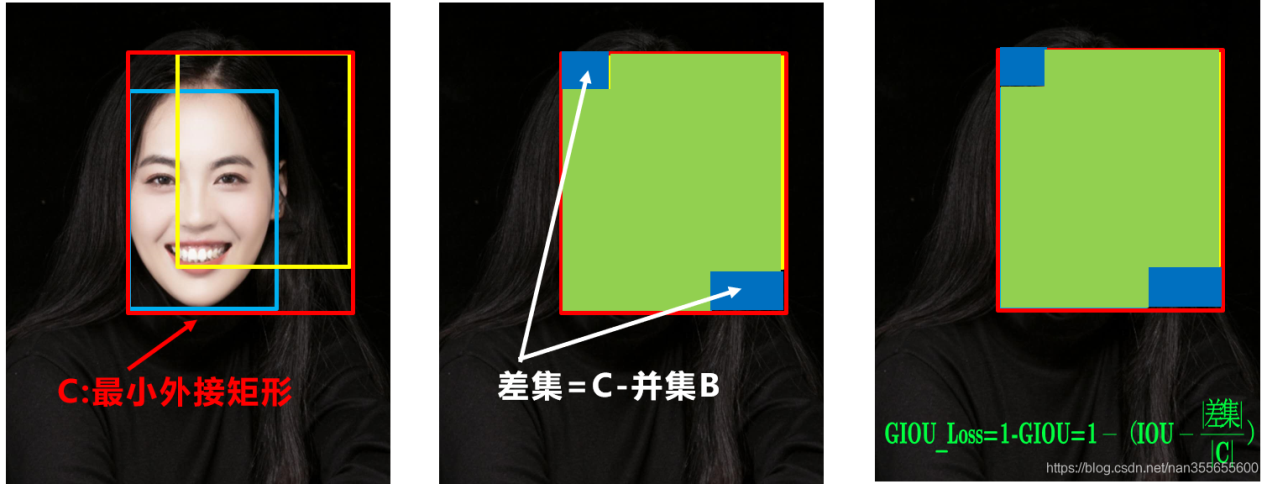 C:最小外接矩形
差集=C-并集B
GIOU_Loss=1-GIOU=1－（IOU－|差集|/|C|）
https://blog.csdn.net/nan355655600